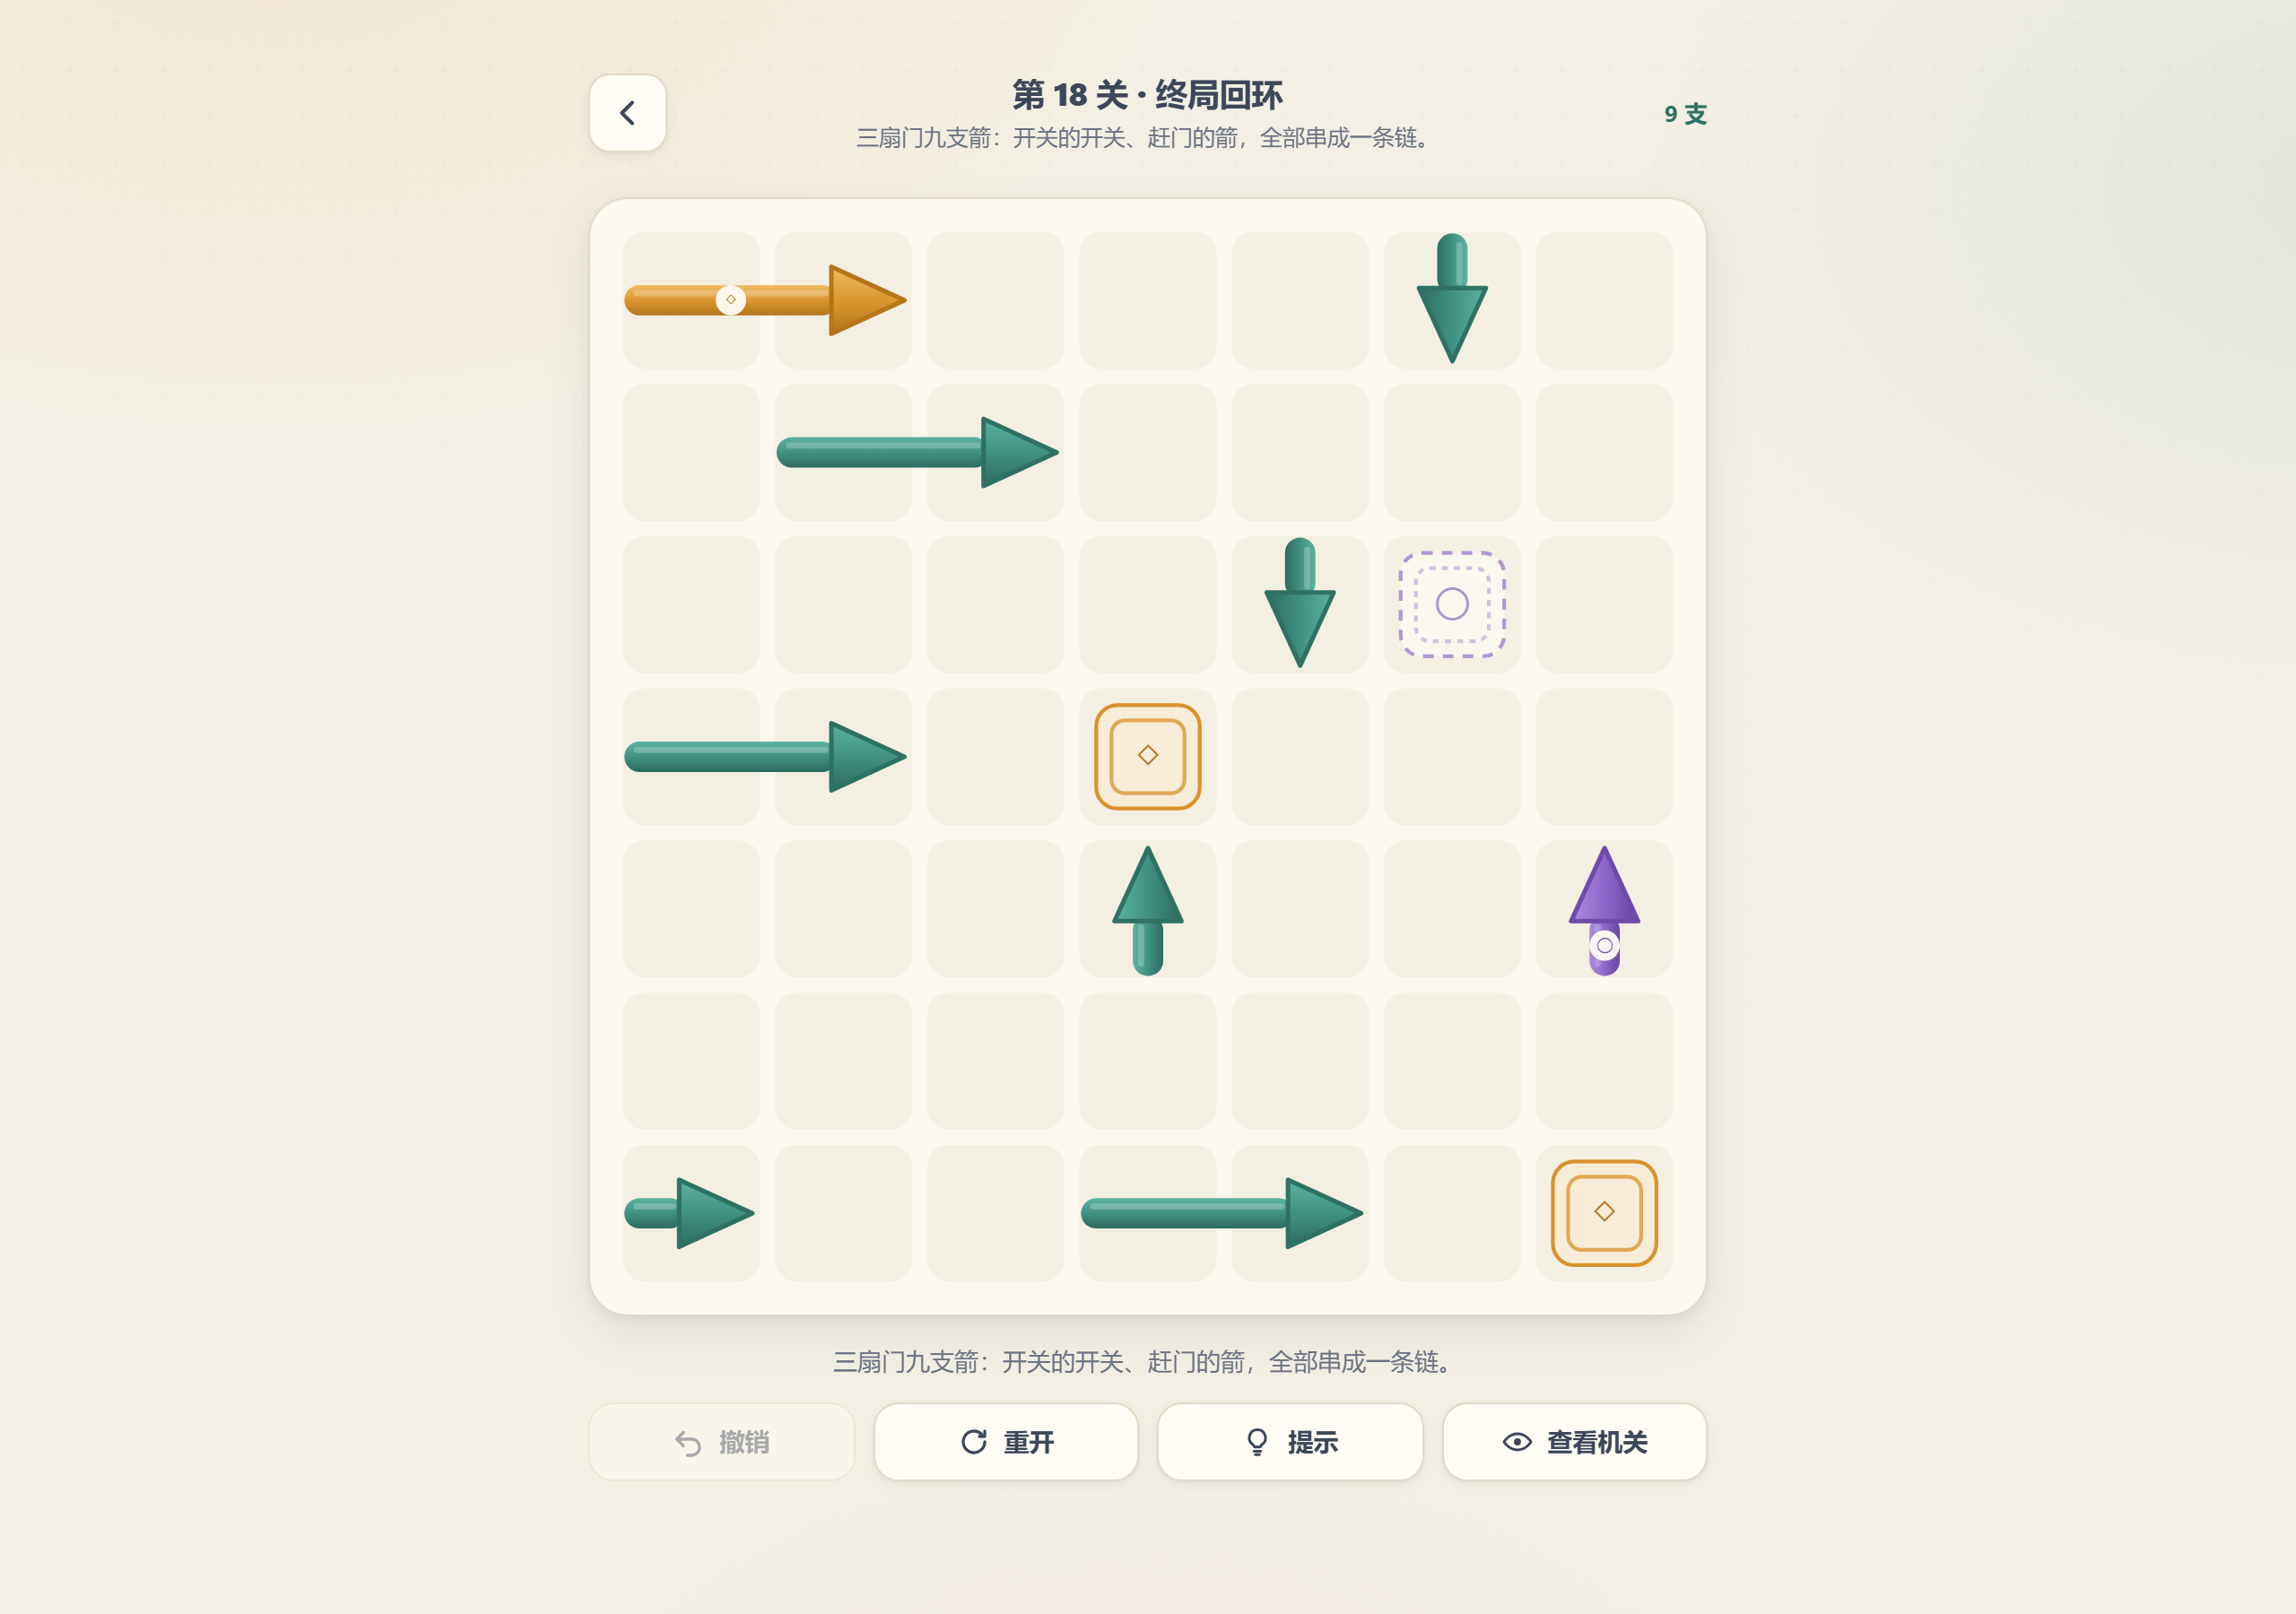 第 18 关 · 终局回环
三扇门九支箭：开关的开关、赶门的箭，全部串成一条链。
9 支
三扇门九支箭：开关的开关、赶门的箭，全部串成一条链。
撤销
重开
提示
查看机关